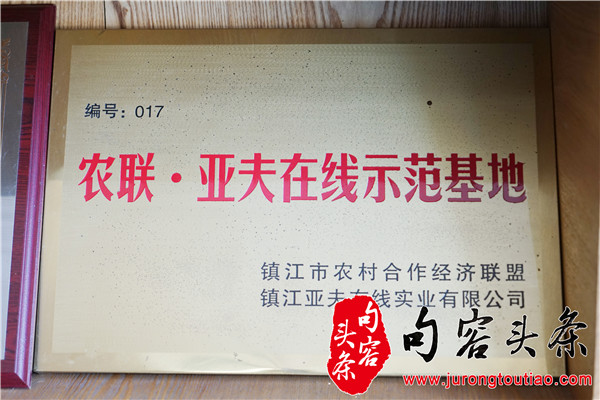 编号：017
农联·亚夫在线示范基地
镇江市农村合作经济联盟
镇江亚夫在线实业有限公司
句容头条
句容头条
www.jurongtoutiao.com